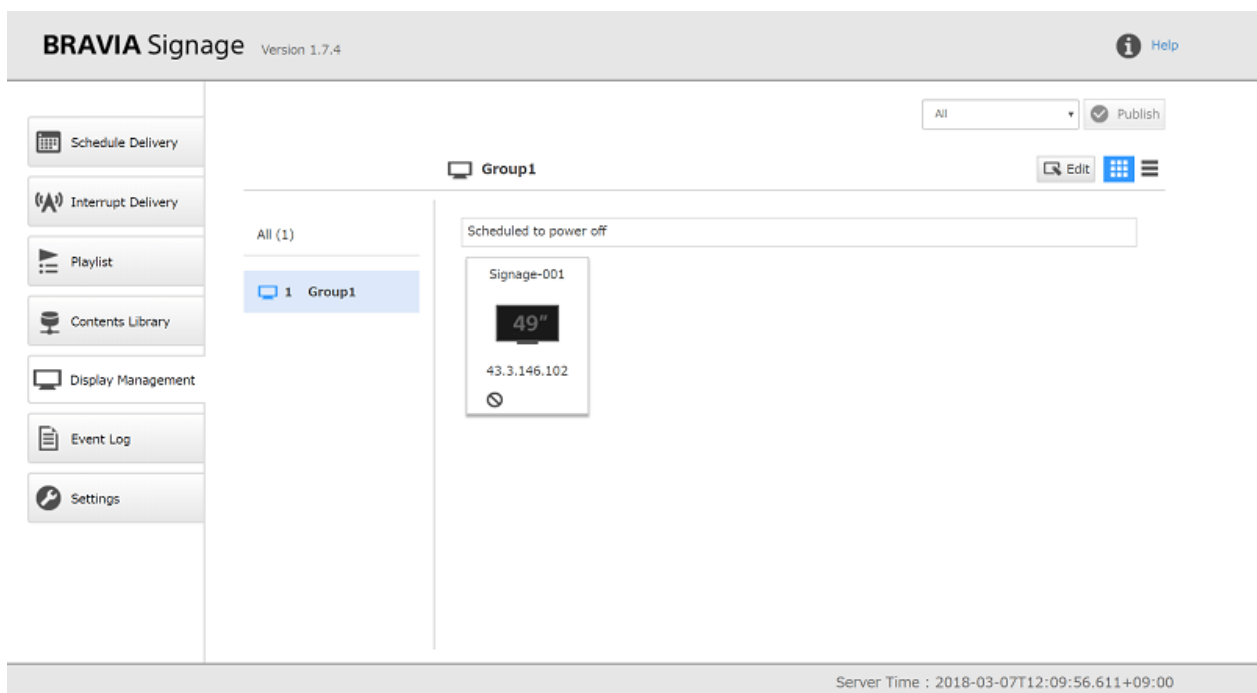 BRAVIA Signage Version 1.7.4
Help
All
Publish
Schedule Delivery
Interrupt Delivery
Playlist
Contents Library
Display Management
Event Log
Settings
Group1
Edit
All (1)
1 Group1
Scheduled to power off
Signage-001
49"
43.3.146.102
Server Time : 2018-03-07T12:09:56.611+09:00